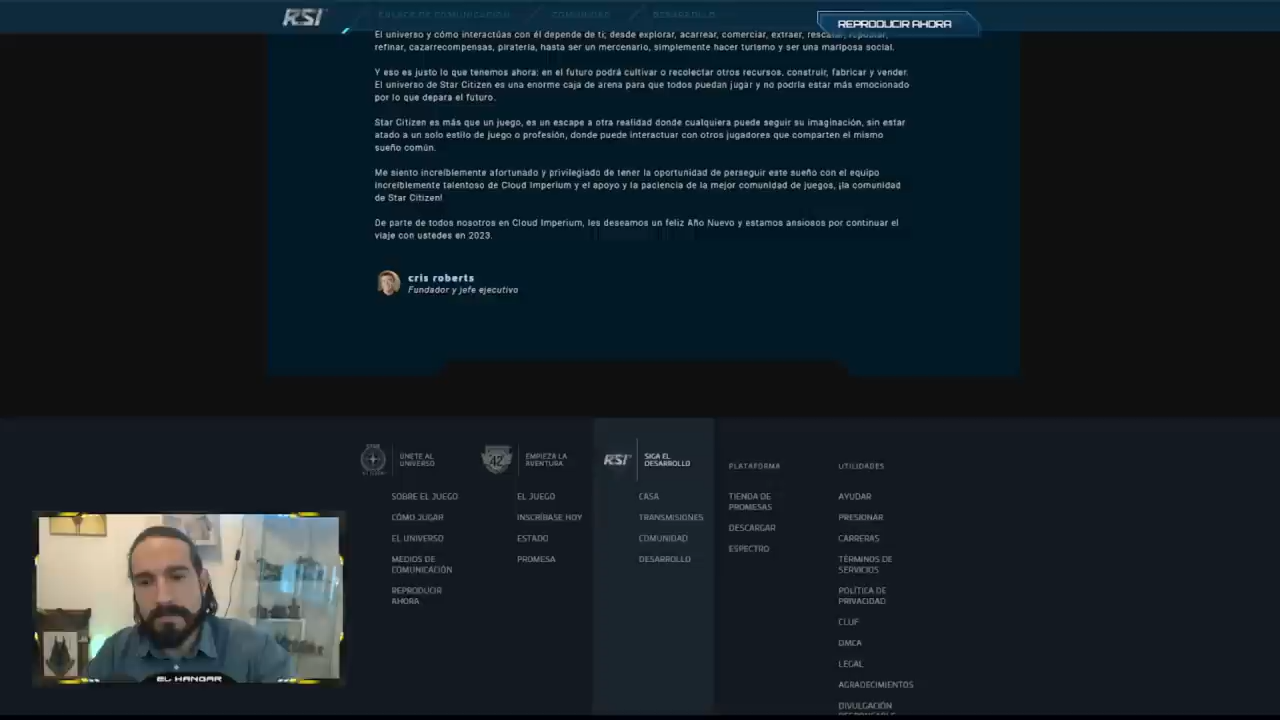 RSI
ENLACE DE COMUNICACIÓN
COMUNIDAD
DESARROLLO
REPRODUCIR AHORA
El universo y cómo interactúas con él depende de ti; desde explorar, acarrear, comerciar, extraer, rescatar, repostar,
refinar, cazarrecompensas, piratería, hasta ser un mercenario, simplemente hacer turismo y ser una mariposa social.
Y eso es justo lo que tenemos ahora: en el futuro podrá cultivar o recolectar otros recursos, construir, fabricar y vender.
El universo de Star Citizen es una enorme caja de arena para que todos puedan jugar y no podría estar más emocionado
por lo que depara el futuro.
Star Citizen es más que un juego, es un escape a otra realidad donde cualquiera puede seguir su imaginación, sin estar
atado a un solo estilo de juego o profesión, donde puede interactuar con otros jugadores que comparten el mismo
sueño común.
Me siento increíblemente afortunado y privilegiado de tener la oportunidad de perseguir este sueño con el equipo
increíblemente talentoso de Cloud Imperium y el apoyo y la paciencia de la mejor comunidad de juegos, ¡la comunidad
de Star Citizen!
De parte de todos nosotros en Cloud Imperium, les deseamos un feliz Año Nuevo y estamos ansiosos por continuar el
viaje con ustedes en 2023.
cris roberts
Fundador y jefe ejecutivo
ÚNETE AL
UNIVERSO
SOBRE EL JUEGO
CÓMO JUGAR
EL UNIVERSO
MEDIOS DE
COMUNICACIÓN
REPRODUCIR
AHORA
42
EMPIEZA LA
AVENTURA
EL JUEGO
INSCRÍBASE HOY
ESTADO
PROMESA
RSI
SIGA EL
DESARROLLO
CASA
TRANSMISIONES
COMUNIDAD
DESARROLLO
PLATAFORMA
TIENDA DE
PROMESAS
DESCARGAR
ESPECTRO
UTILIDADES
AYUDAR
PRESIONAR
CARRERAS
TÉRMINOS DE
SERVICIOS
POLÍTICA DE
PRIVACIDAD
CLUF
DMCA
LEGAL
AGRADECIMIENTOS
DIVULGACIÓN
RESPONSABLE
EL HANGAR